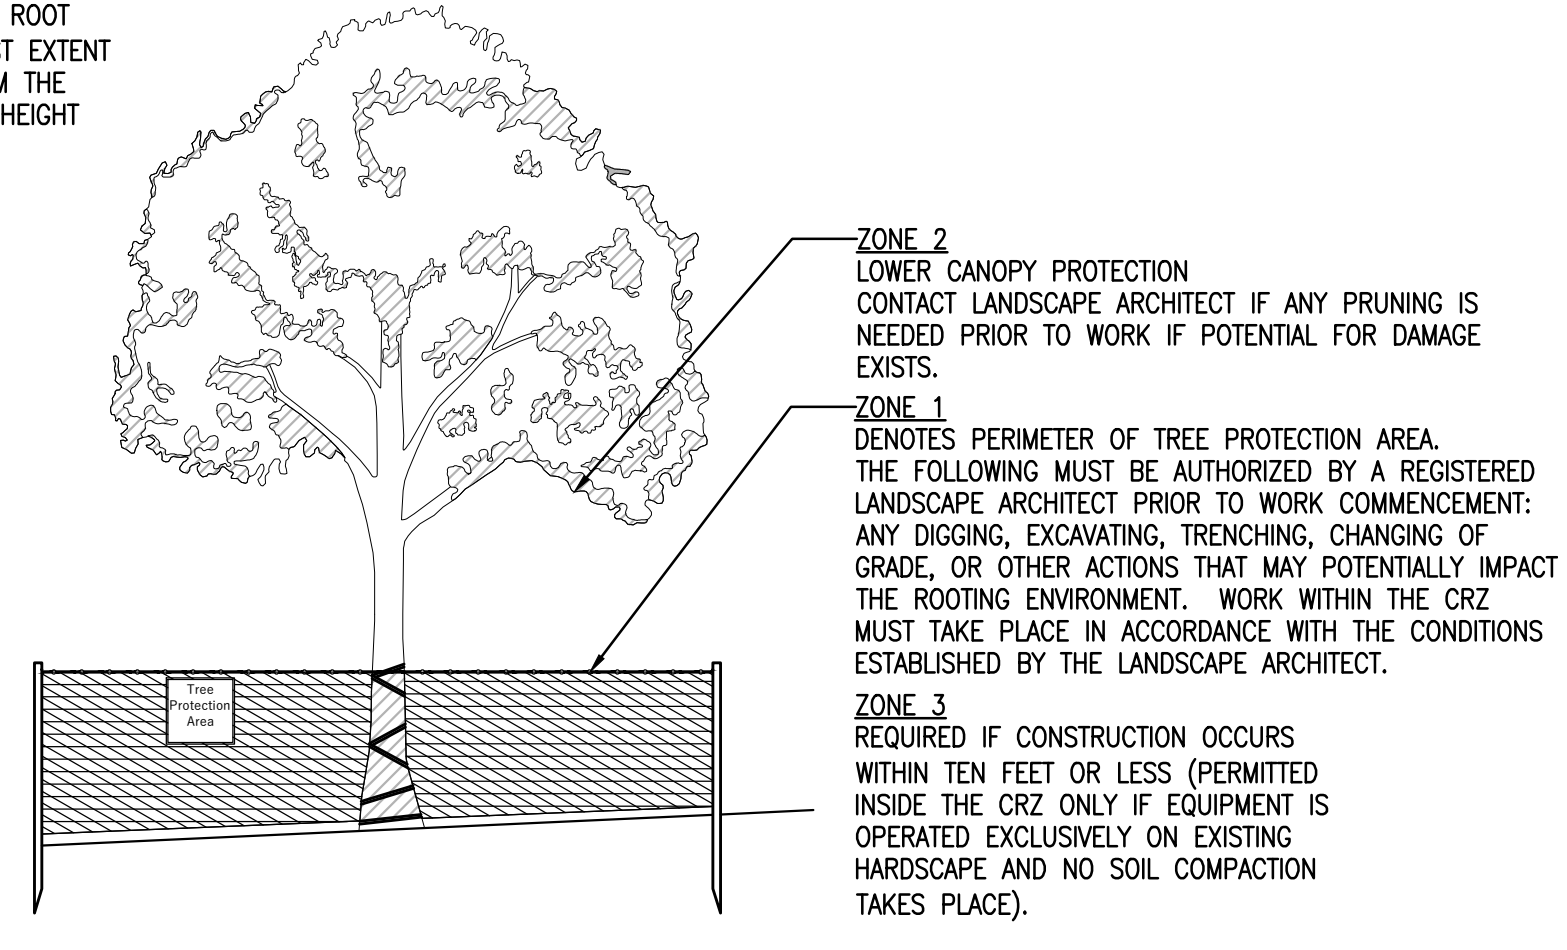 ROOT
EXTENT
THE
HEIGHT
ZONE 2
LOWER CANOPY PROTECTION
CONTACT LANDSCAPE ARCHITECT IF ANY PRUNING IS
NEEDED PRIOR TO WORK IF POTENTIAL FOR DAMAGE
EXISTS.
ZONE 1
DENOTES PERIMETER OF TREE PROTECTION AREA.
THE FOLLOWING MUST BE AUTHORIZED BY A REGISTERED
LANDSCAPE ARCHITECT PRIOR TO WORK COMMENCEMENT:
ANY DIGGING, EXCAVATING, TRENCHING, CHANGING OF
GRADE, OR OTHER ACTIONS THAT MAY POTENTIALLY IMPACT
THE ROOTING ENVIRONMENT. WORK WITHIN THE CRZ
MUST TAKE PLACE IN ACCORDANCE WITH THE CONDITIONS
ESTABLISHED BY THE LANDSCAPE ARCHITECT.
Tree
Protection
Area
ZONE 3
REQUIRED IF CONSTRUCTION OCCURS
WITHIN TEN FEET OR LESS (PERMITTED
INSIDE THE CRZ ONLY IF EQUIPMENT IS
OPERATED EXCLUSIVELY ON EXISTING
HARDSCAPE AND NO SOIL COMPACTION
TAKES PLACE).